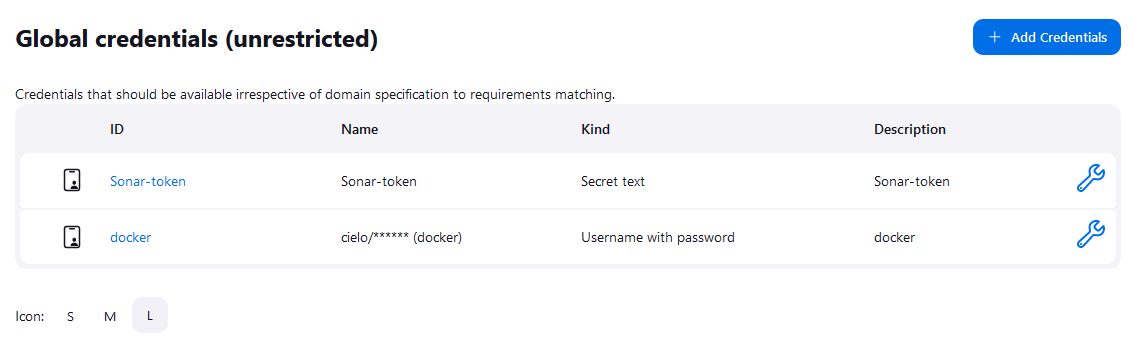 Global credentials (unrestricted)
+ Add Credentials
Credentials that should be available irrespective of domain specification to requirements matching.
ID Name Kind Description
Sonar-token Sonar-token Secret text Sonar-token
docker cielo/****** (docker) Username with password docker
Icon: S M L